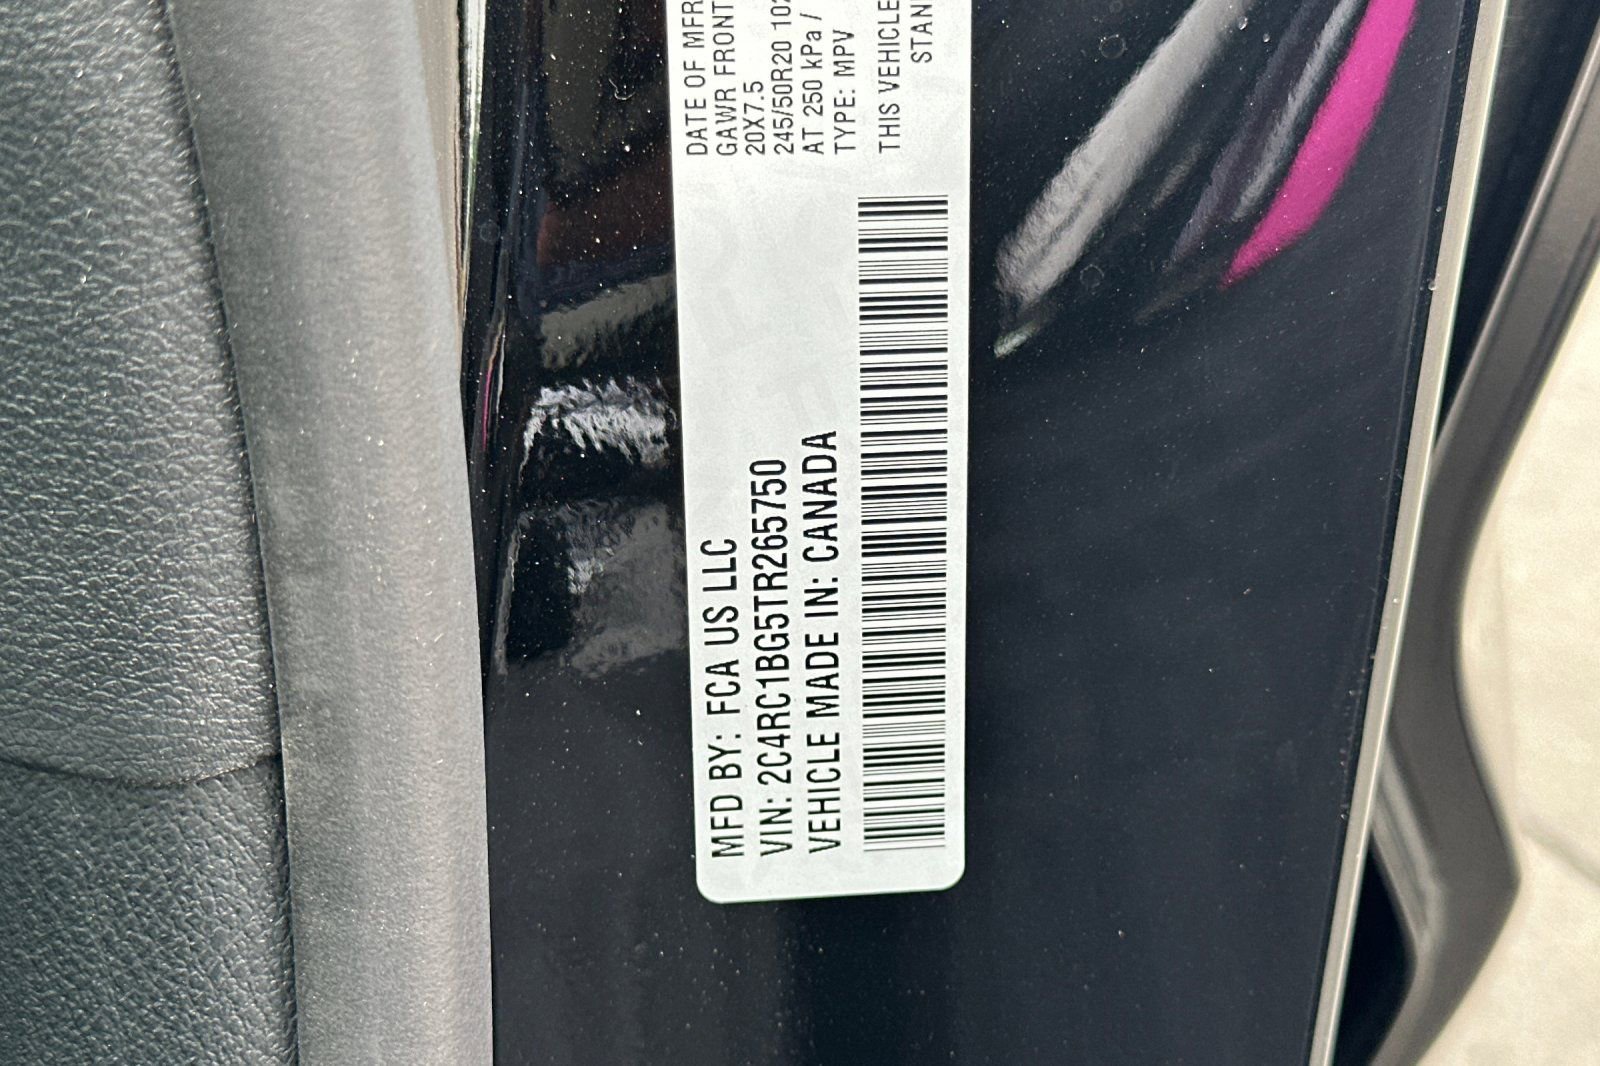 MFD BY: FCA US LLC
VIN: 2C4RC1BG5TR265750
VEHICLE MADE IN: CANADA
DATE OF MFR
GAWR FRONT
20X7.5
245/50R20 102
AT 250 kPa /
TYPE: MPV
THIS VEHICLE
STAN